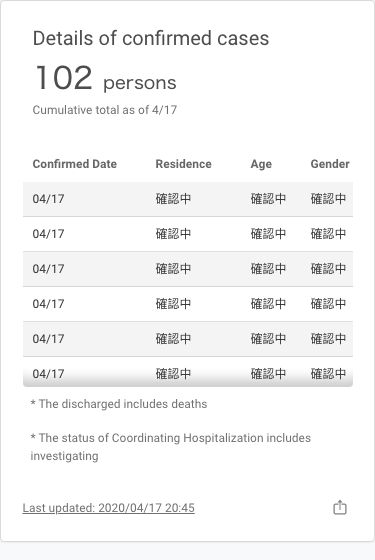 Details of confirmed cases
102 persons
Cumulative total as of 4/17
Confirmed Date Residence Age Gender
04/17 確認中 確認中 確認中
04/17 確認中 確認中 確認中
04/17 確認中 確認中 確認中
04/17 確認中 確認中 確認中
04/17 確認中 確認中 確認中
04/17 確認中 確認中 確認中
* The discharged includes deaths
* The status of Coordinating Hospitalization includes
investigating
Last updated: 2020/04/17 20:45